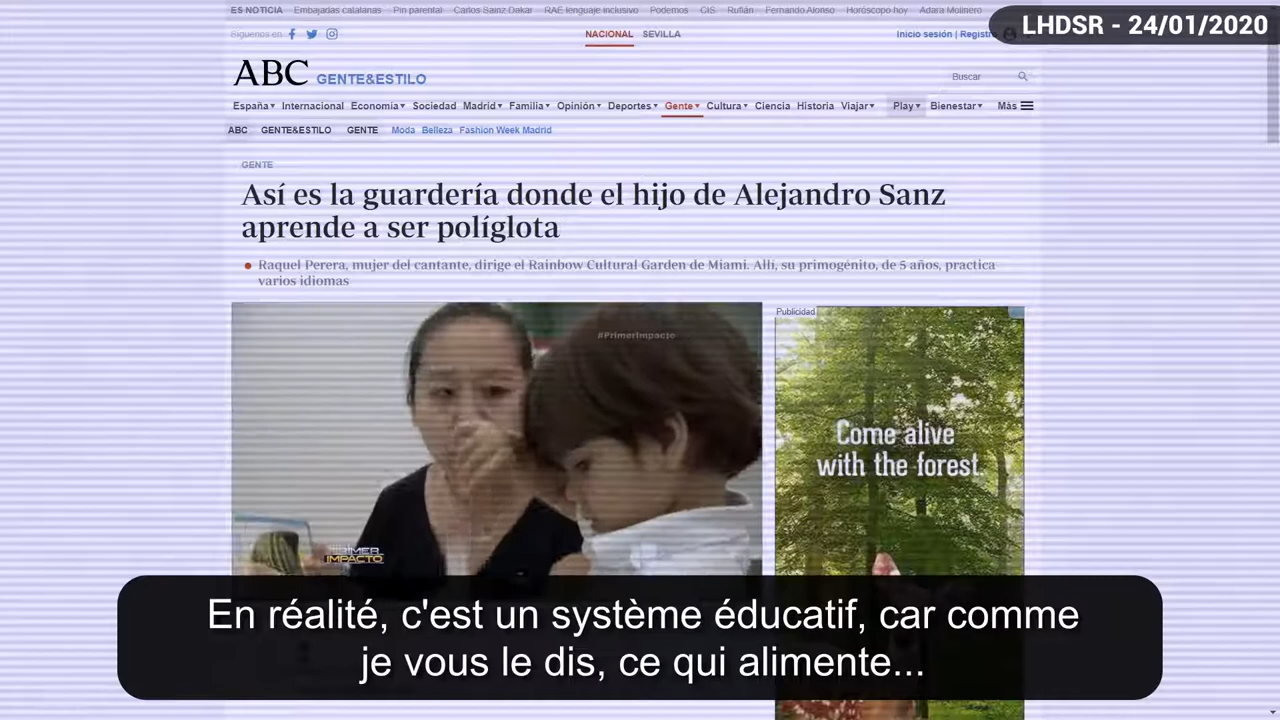 ES NOTICIA Embajadas catalanas Pin parental Carlos Sainz Dakar RAE lenguaje inclusivo Podemos CIS Rufián Fernando Alonso Horóscopo hoy Adara Molinero
LHDSR - 24/01/2020
Síguenos en NACIONAL SEVILLA Inicio sesión | Registro
ABC GENTE&ESTILO
Buscar
España Internacional Economía Sociedad Madrid Familia Opinión Deportes Gente Cultura Ciencia Historia Viajar Play Bienestar Más
ABC GENTE&ESTILO GENTE Moda Belleza Fashion Week Madrid
GENTE
Así es la guardería donde el hijo de Alejandro Sanz
aprende a ser políglota
Raquel Perera, mujer del cantante, dirige el Rainbow Cultural Garden de Miami. Allí, su primogénito, de 5 años, practica
varios idiomas
Publicidad
#PrimerImpacto
Come alive
with the forest.
PRIMER
IMPACTO
En réalité, c'est un système éducatif, car comme
je vous le dis, ce qui alimente...